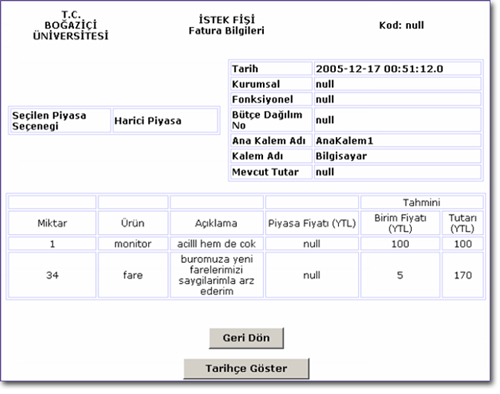 T.C.
BOĞAZİÇİ
ÜNİVERSİTESİ
İSTEK FİŞİ
Fatura Bilgileri
Kod: null
Seçilen Piyasa
Seçenegi
Harici Piyasa
Tarih 2005-12-17 00:51:12.0
Kurumsal null
Fonksiyonel null
Bütçe Dağılım
No null
Ana Kalem Adı AnaKalem1
Kalem Adı Bilgisayar
Mevcut Tutar null
Tahmini
Miktar Ürün Açıklama Piyasa Fiyatı (YTL) Birim Fiyatı
(YTL) Tutarı
(YTL)
1 monitor acilll hem de cok null 100 100
34 fare buromuza yeni
farelerimizi
saygilarimla arz
ederim null 5 170
Geri Dön
Tarihçe Göster